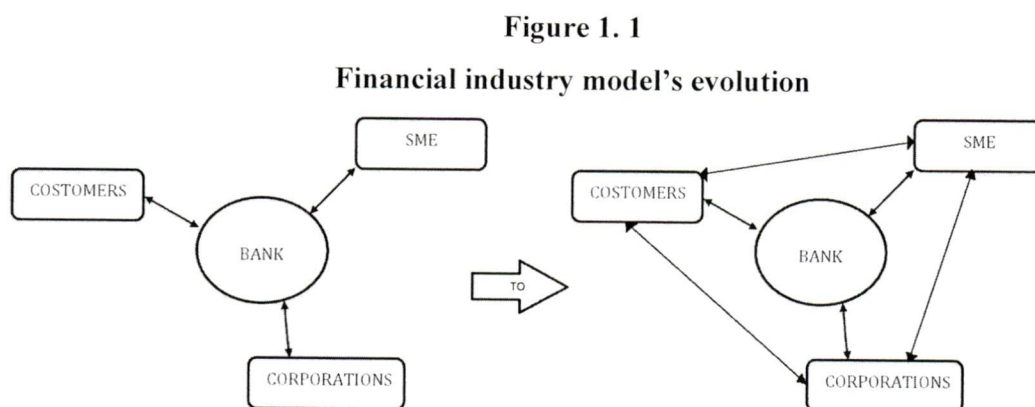 Figure 1. 1
Financial industry model's evolution
SME
COSTOMERS
BANK
CORPORATIONS
TO
SME
COSTOMERS
BANK
CORPORATIONS